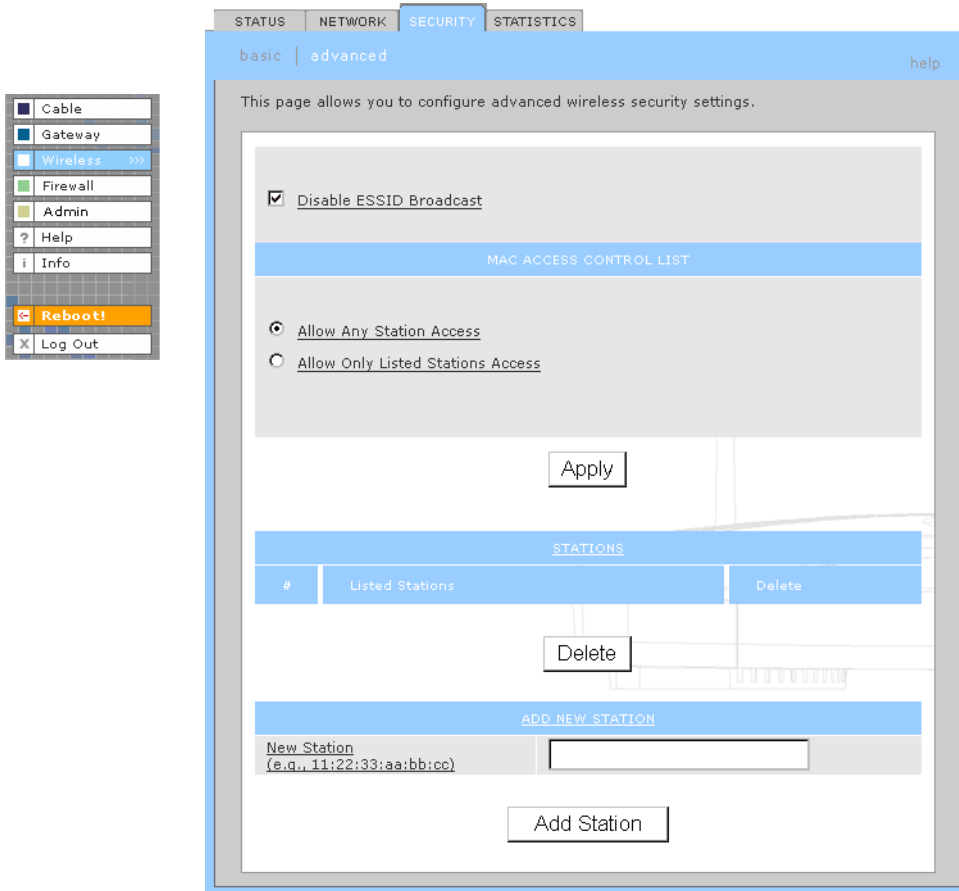 STATUS NETWORK SECURITY STATISTICS
basic | advanced
help
This page allows you to configure advanced wireless security settings.
Cable
Gateway
Wireless >>>
Firewall
Admin
? Help
i Info
Reboot!
X Log Out
Disable ESSID Broadcast
MAC ACCESS CONTROL LIST
Allow Any Station Access
Allow Only Listed Stations Access
Apply
STATIONS
# Listed Stations Delete
Delete
ADD NEW STATION
New Station
(e.g., 11:22:33:aa:bb:cc)
Add Station